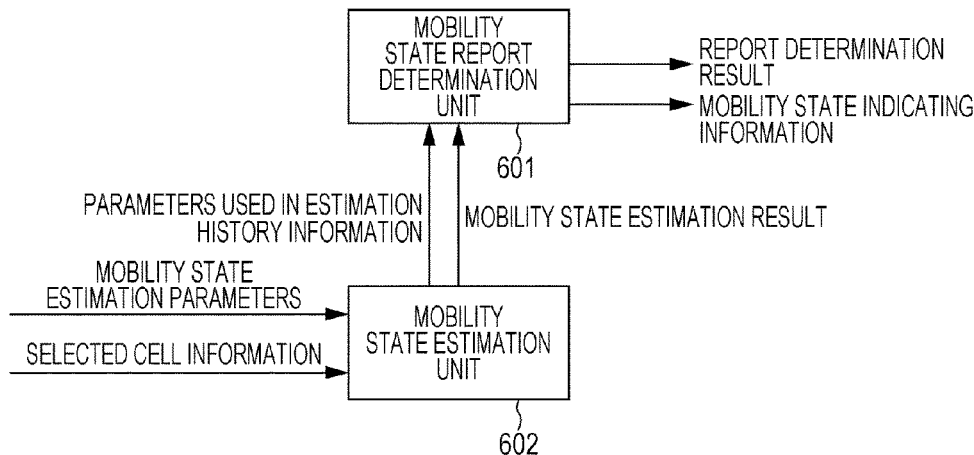 MOBILITY
STATE REPORT
DETERMINATION
UNIT
REPORT DETERMINATION
RESULT
MOBILITY STATE INDICATING
INFORMATION
601
PARAMETERS USED IN ESTIMATION
HISTORY INFORMATION
MOBILITY STATE ESTIMATION RESULT
MOBILITY STATE
ESTIMATION PARAMETERS
SELECTED CELL INFORMATION
MOBILITY
STATE ESTIMATION
UNIT
602